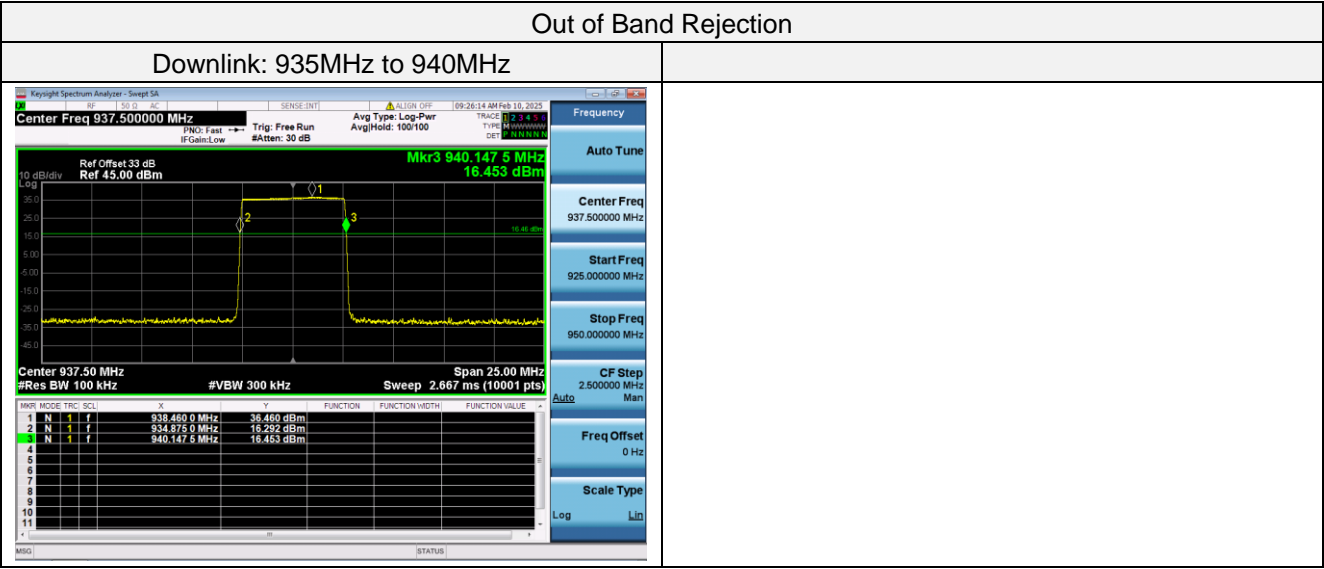 Out of Band Rejection
Downlink: 935MHz to 940MHz
Keysight Spectrum Analyzer - Swept SA
RF 50 Ω AC SENSE:INT ALIGN OFF 09:26:14 AM Feb 10, 2025
Center Freq 937.500000 MHz
PNO: Fast
IFGain:Low
Trig: Free Run
#Atten: 30 dB
Avg Type: Log-Pwr
Avg|Hold: 100/100
TRACE 1 2 3 4 5 6
TYPE M WWWWW
DET P N N N N N
Mkr3 940.147 5 MHz
16.453 dBm
Ref Offset 33 dB
10 dB/div Ref 45.00 dBm
Log
35.0
25.0
15.0
5.00
-5.00
-15.0
-25.0
-35.0
-45.0
1
2
3
16.46 dBm
Center 937.50 MHz Span 25.00 MHz
#Res BW 100 kHz #VBW 300 kHz Sweep 2.667 ms (10001 pts)
MKR MODE TRC SCL X Y FUNCTION FUNCTION WIDTH FUNCTION VALUE
1 N 1 f 938.460 0 MHz 36.460 dBm
2 N 1 f 934.875 0 MHz 16.292 dBm
3 N 1 f 940.147 5 MHz 16.453 dBm
4
5
6
7
8
9
10
11
MSG STATUS
Frequency
Auto Tune
Center Freq
937.500000 MHz
Start Freq
925.000000 MHz
Stop Freq
950.000000 MHz
CF Step
2.500000 MHz
Auto Man
Freq Offset
0 Hz
Scale Type
Log Lin